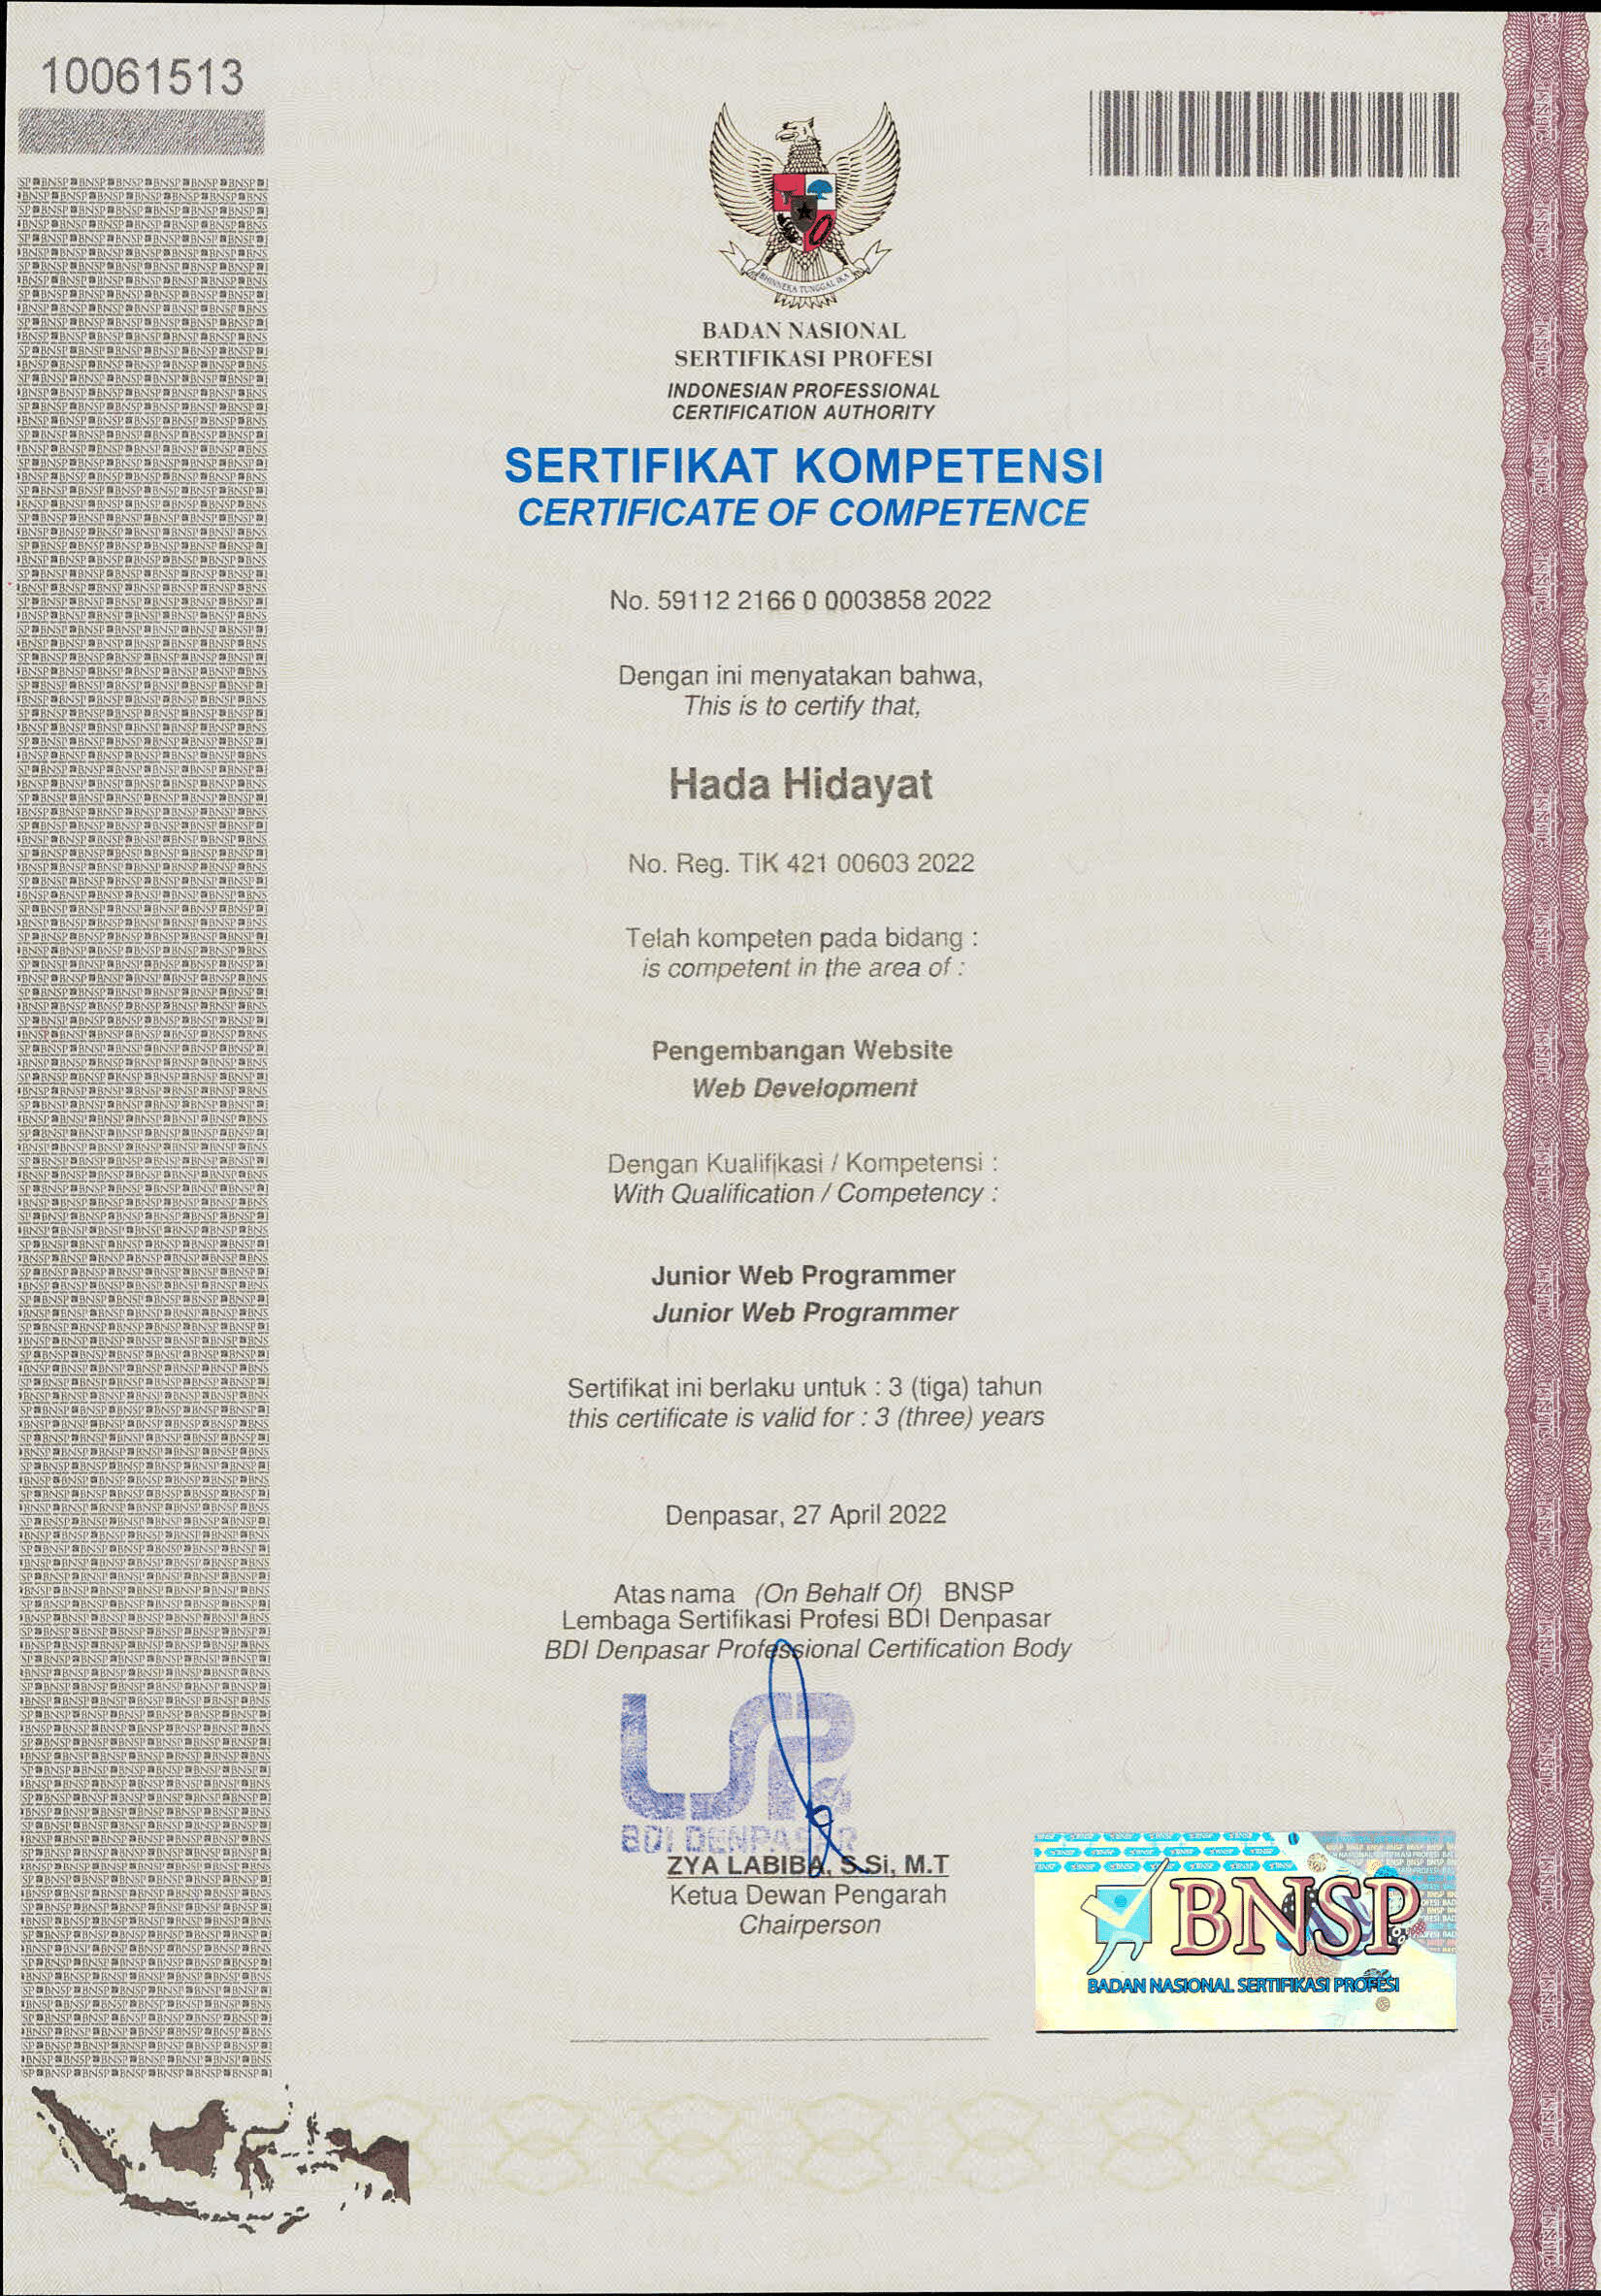 10061513
BHINNEKA TUNGGAL IKA
BADAN NASIONAL
SERTIFIKASI PROFESI
INDONESIAN PROFESSIONAL
CERTIFICATION AUTHORITY
SERTIFIKAT KOMPETENSI
CERTIFICATE OF COMPETENCE
No. 59112 2166 0 0003858 2022
Dengan ini menyatakan bahwa,
This is to certify that,
Hada Hidayat
No. Reg. TIK 421 00603 2022
Telah kompeten pada bidang :
is competent in the area of :
Pengembangan Website
Web Development
Dengan Kualifikasi / Kompetensi :
With Qualification / Competency :
Junior Web Programmer
Junior Web Programmer
Sertifikat ini berlaku untuk : 3 (tiga) tahun
this certificate is valid for : 3 (three) years
Denpasar, 27 April 2022
Atas nama (On Behalf Of) BNSP
Lembaga Sertifikasi Profesi BDI Denpasar
BDI Denpasar Professional Certification Body
LSP
BDI DENPASAR
ZYA LABIBA, S.Si, M.T
Ketua Dewan Pengarah
Chairperson
BNSP
BADAN NASIONAL SERTIFIKASI PROFESI